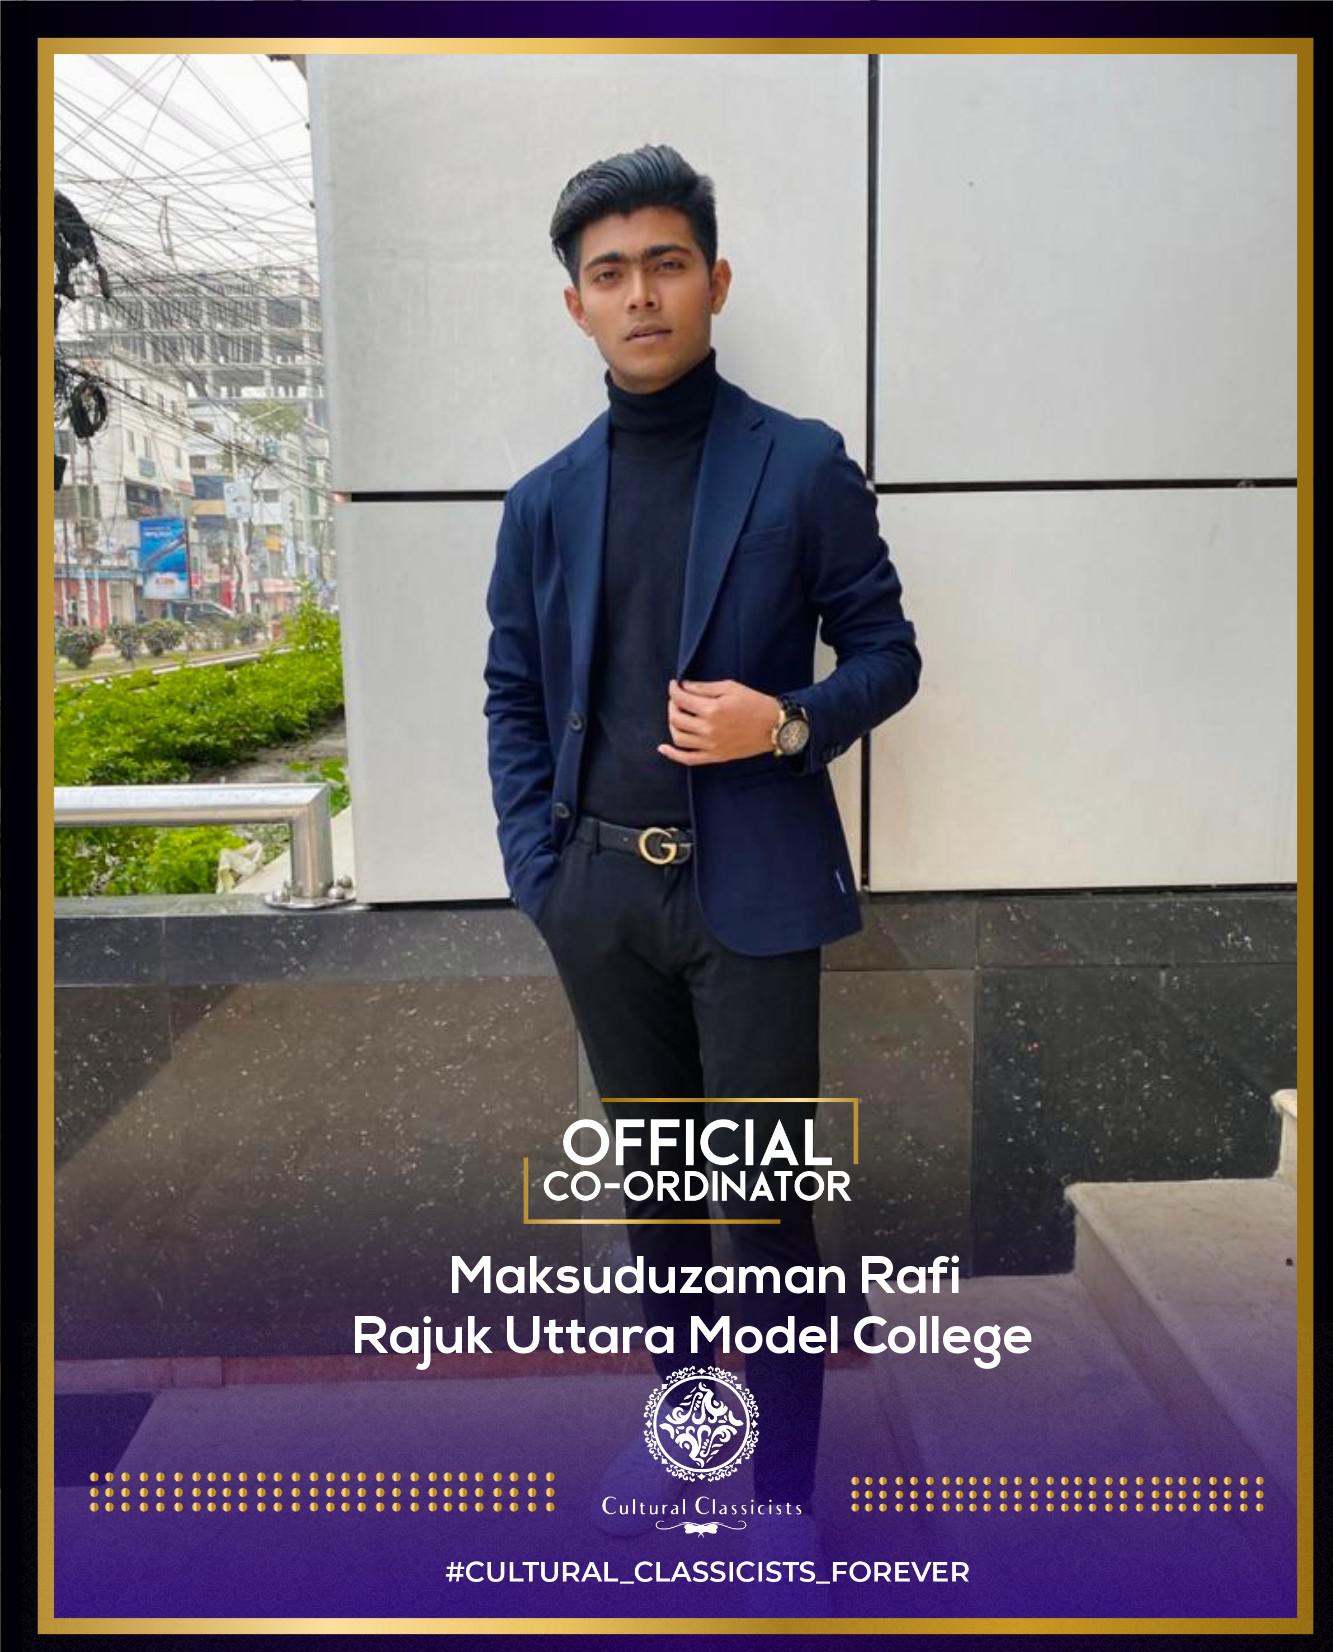 OFFICIAL
CO-ORDINATOR
Maksuduzaman Rafi
Rajuk Uttara Model College
Cultural Classicists
#CULTURAL_CLASSICISTS_FOREVER